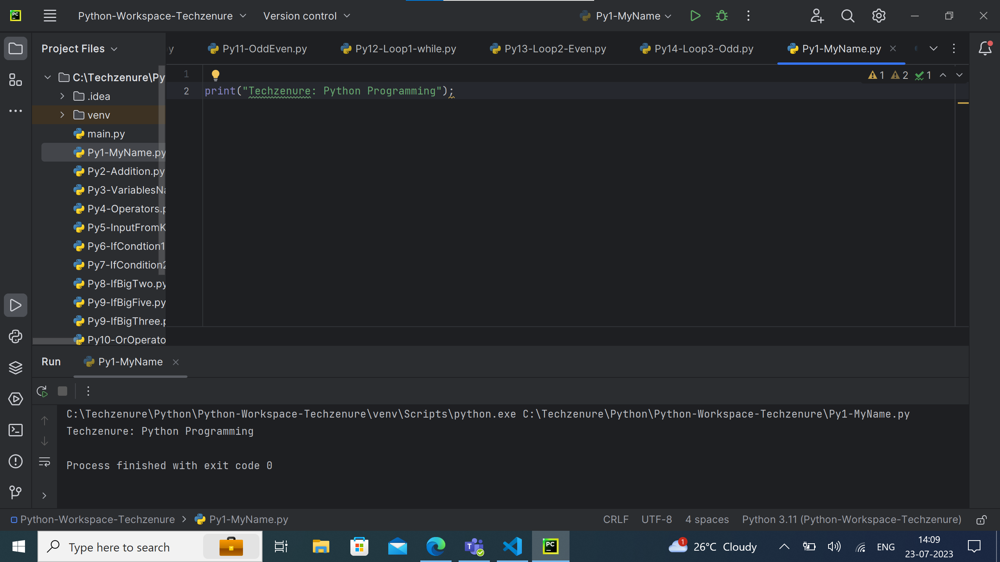 PC
Python-Workspace-Techzenure
Version control
Py1-MyName
Project Files
y
Py11-OddEven.py
Py12-Loop1-while.py
Py13-Loop2-Even.py
Py14-Loop3-Odd.py
Py1-MyName.py
C:\Techzenure\Py
.idea
venv
main.py
Py1-MyName.py
Py2-Addition.py
Py3-VariablesNa
Py4-Operators.p
Py5-InputFromK
Py6-IfCondtion1
Py7-IfCondition2
Py8-IfBigTwo.py
Py9-IfBigFive.py
Py9-IfBigThree.p
Py10-OrOperato
1
2 print("Techzenure: Python Programming");
1 2 1
Run
Py1-MyName
C:\Techzenure\Python\Python-Workspace-Techzenure\venv\Scripts\python.exe C:\Techzenure\Python\Python-Workspace-Techzenure\Py1-MyName.py
Techzenure: Python Programming
Process finished with exit code 0
Python-Workspace-Techzenure > Py1-MyName.py
CRLF
UTF-8
4 spaces
Python 3.11 (Python-Workspace-Techzenure)
Type here to search
T
PC
1
26°C Cloudy
ENG
14:09
23-07-2023